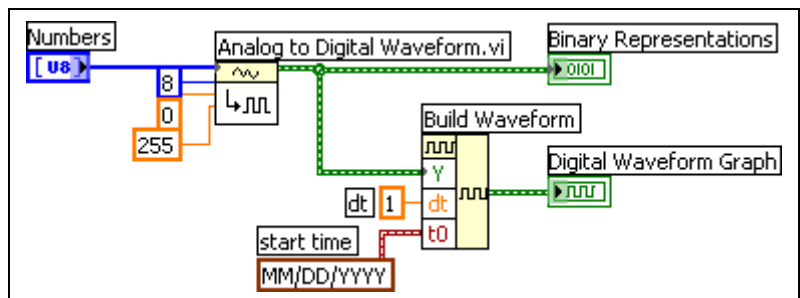 Numbers
[U8]
Analog to Digital Waveform.vi
8
0
255
Binary Representations
0101
Build Waveform
Y
dt
t0
dt
1
start time
MM/DD/YYYY
Digital Waveform Graph